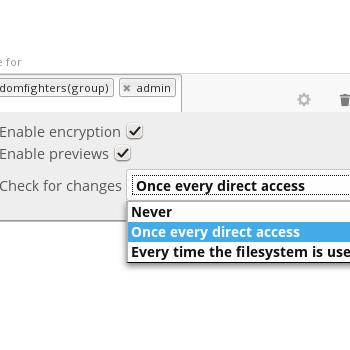 e for
domfighters(group) ✖ admin
Enable encryption
Enable previews
Check for changes Once every direct access
Never
Once every direct access
Every time the filesystem is use